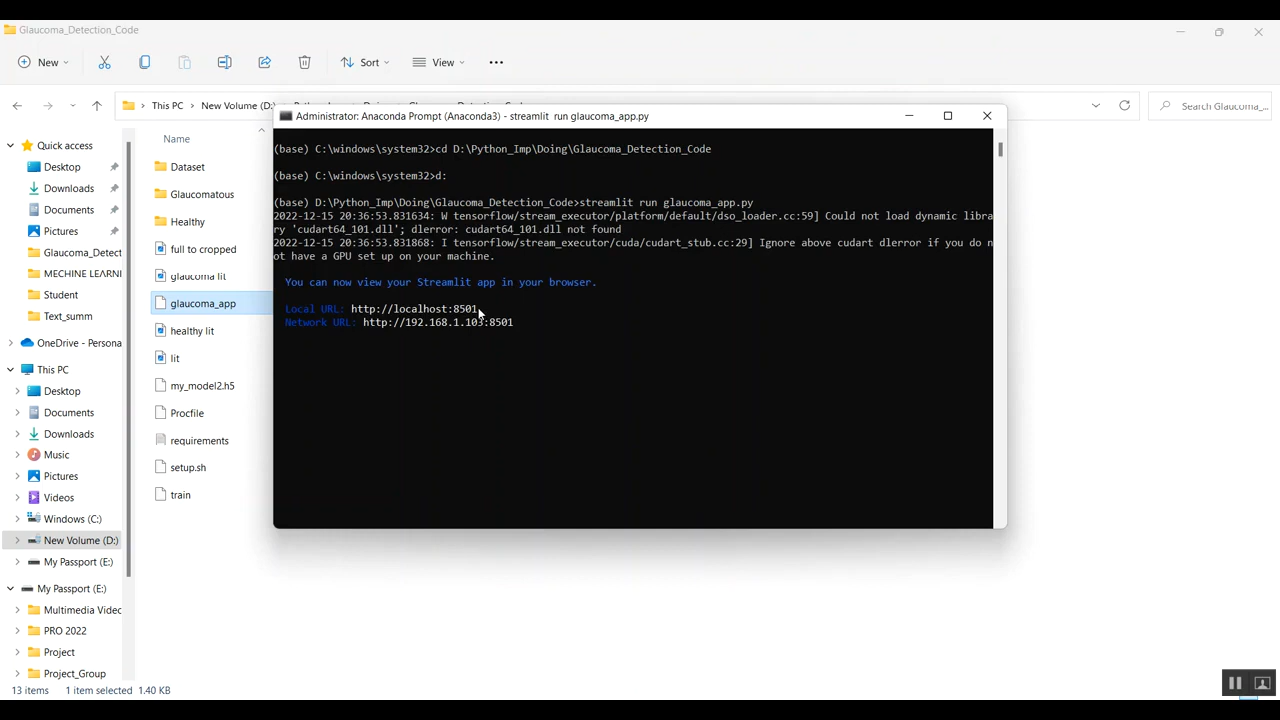 Glaucoma_Detection_Code
New
Sort
View
This PC
New Volume (D:)
Search Glaucoma_...
Administrator: Anaconda Prompt (Anaconda3) - streamlit run glaucoma_app.py
Name
Quick access
Desktop
Downloads
Documents
Pictures
Glaucoma_Detect
MECHINE LEARNI
Student
Text_summ
OneDrive - Persona
This PC
Desktop
Documents
Downloads
Music
Pictures
Videos
Windows (C:)
New Volume (D:)
My Passport (E:)
My Passport (E:)
Multimedia Videc
PRO 2022
Project
Project_Group
Dataset
Glaucomatous
Healthy
full to cropped
glaucoma lit
glaucoma_app
healthy lit
lit
my_model2.h5
Procfile
requirements
setup.sh
train
(base) C:\windows\system32>cd D:\Python_Imp\Doing\Glaucoma_Detection_Code
(base) C:\windows\system32>d:
(base) D:\Python_Imp\Doing\Glaucoma_Detection_Code>streamlit run glaucoma_app.py
2022-12-15 20:36:53.831634: W tensorflow/stream_executor/platform/default/dso_loader.cc:59] Could not load dynamic libra
ry 'cudart64_101.dll'; dlerror: cudart64_101.dll not found
2022-12-15 20:36:53.831868: I tensorflow/stream_executor/cuda/cudart_stub.cc:29] Ignore above cudart dlerror if you do n
ot have a GPU set up on your machine.
You can now view your Streamlit app in your browser.
Local URL: http://localhost:8501
Network URL: http://192.168.1.103:8501
13 items 1 item selected 1.40 KB